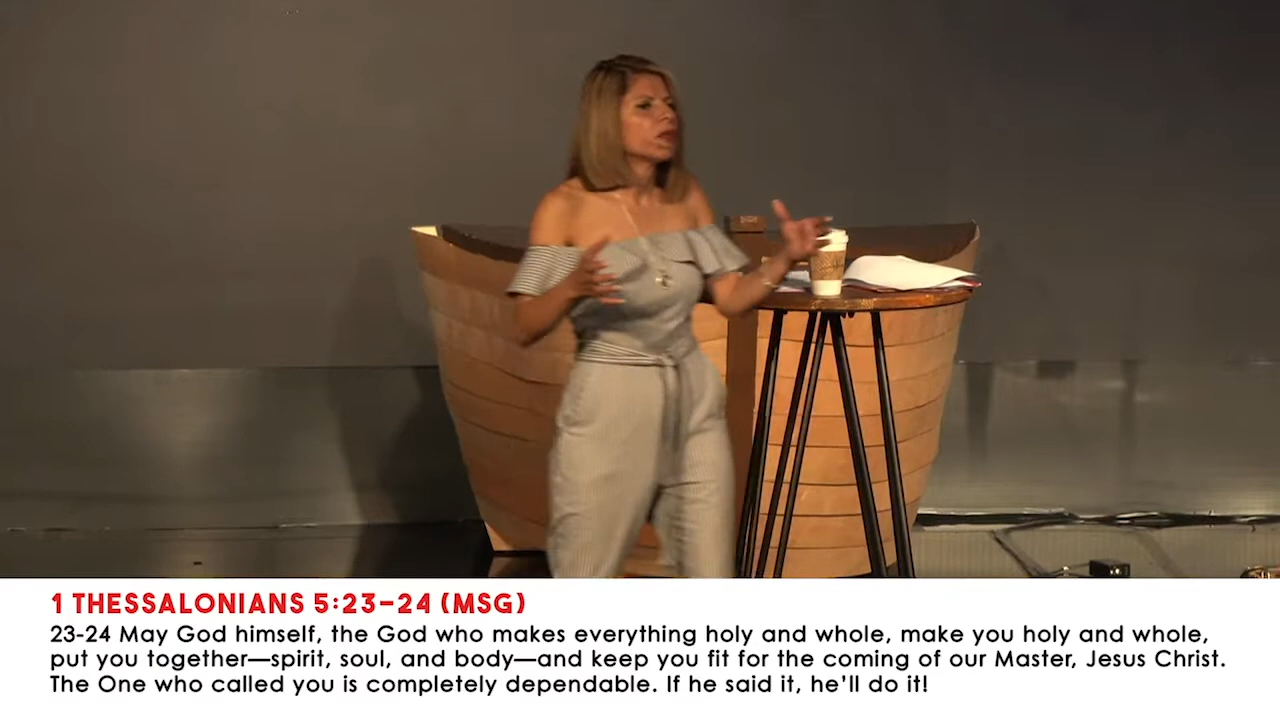 1 THESSALONIANS 5:23-24 (MSG)
23-24 May God himself, the God who makes everything holy and whole, make you holy and whole,
put you together—spirit, soul, and body—and keep you fit for the coming of our Master, Jesus Christ.
The One who called you is completely dependable. If he said it, he'll do it!